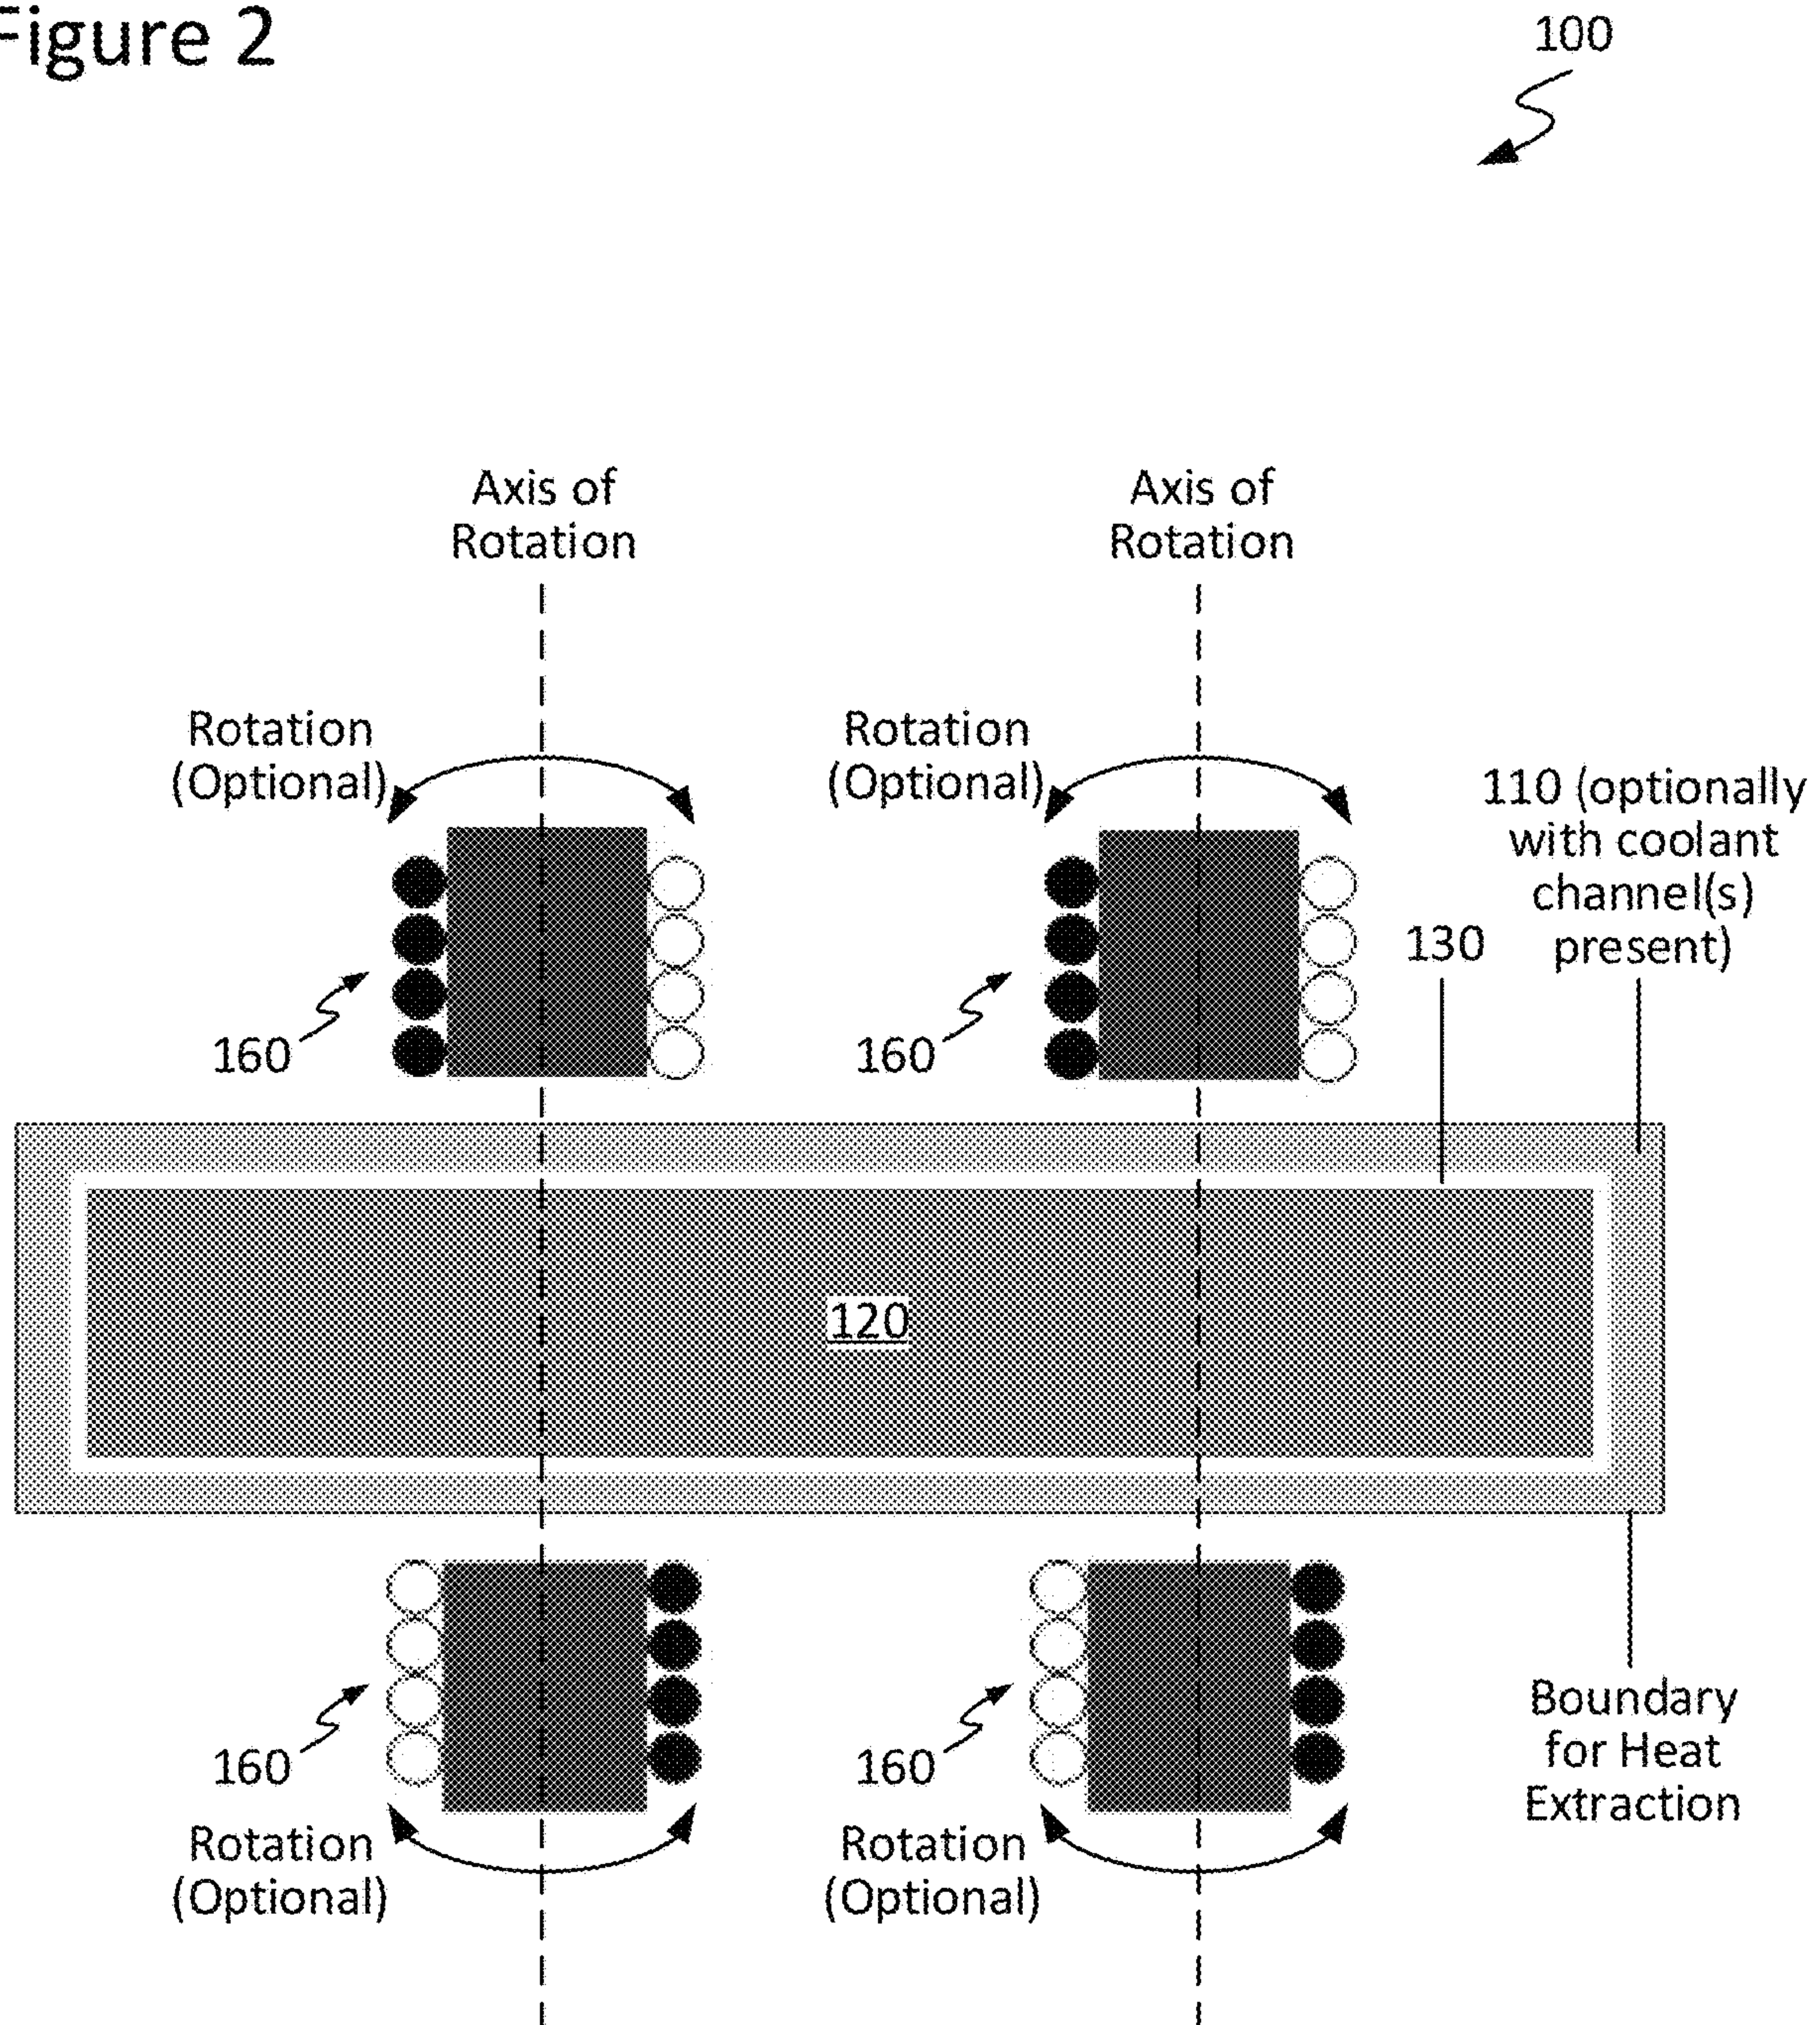 Figure 2
100
Axis of
Rotation
Axis of
Rotation
Rotation
(Optional)
Rotation
(Optional)
110 (optionally
with coolant
channel(s)
present)
130
160
160
120
160
160
Boundary
for Heat
Extraction
Rotation
(Optional)
Rotation
(Optional)